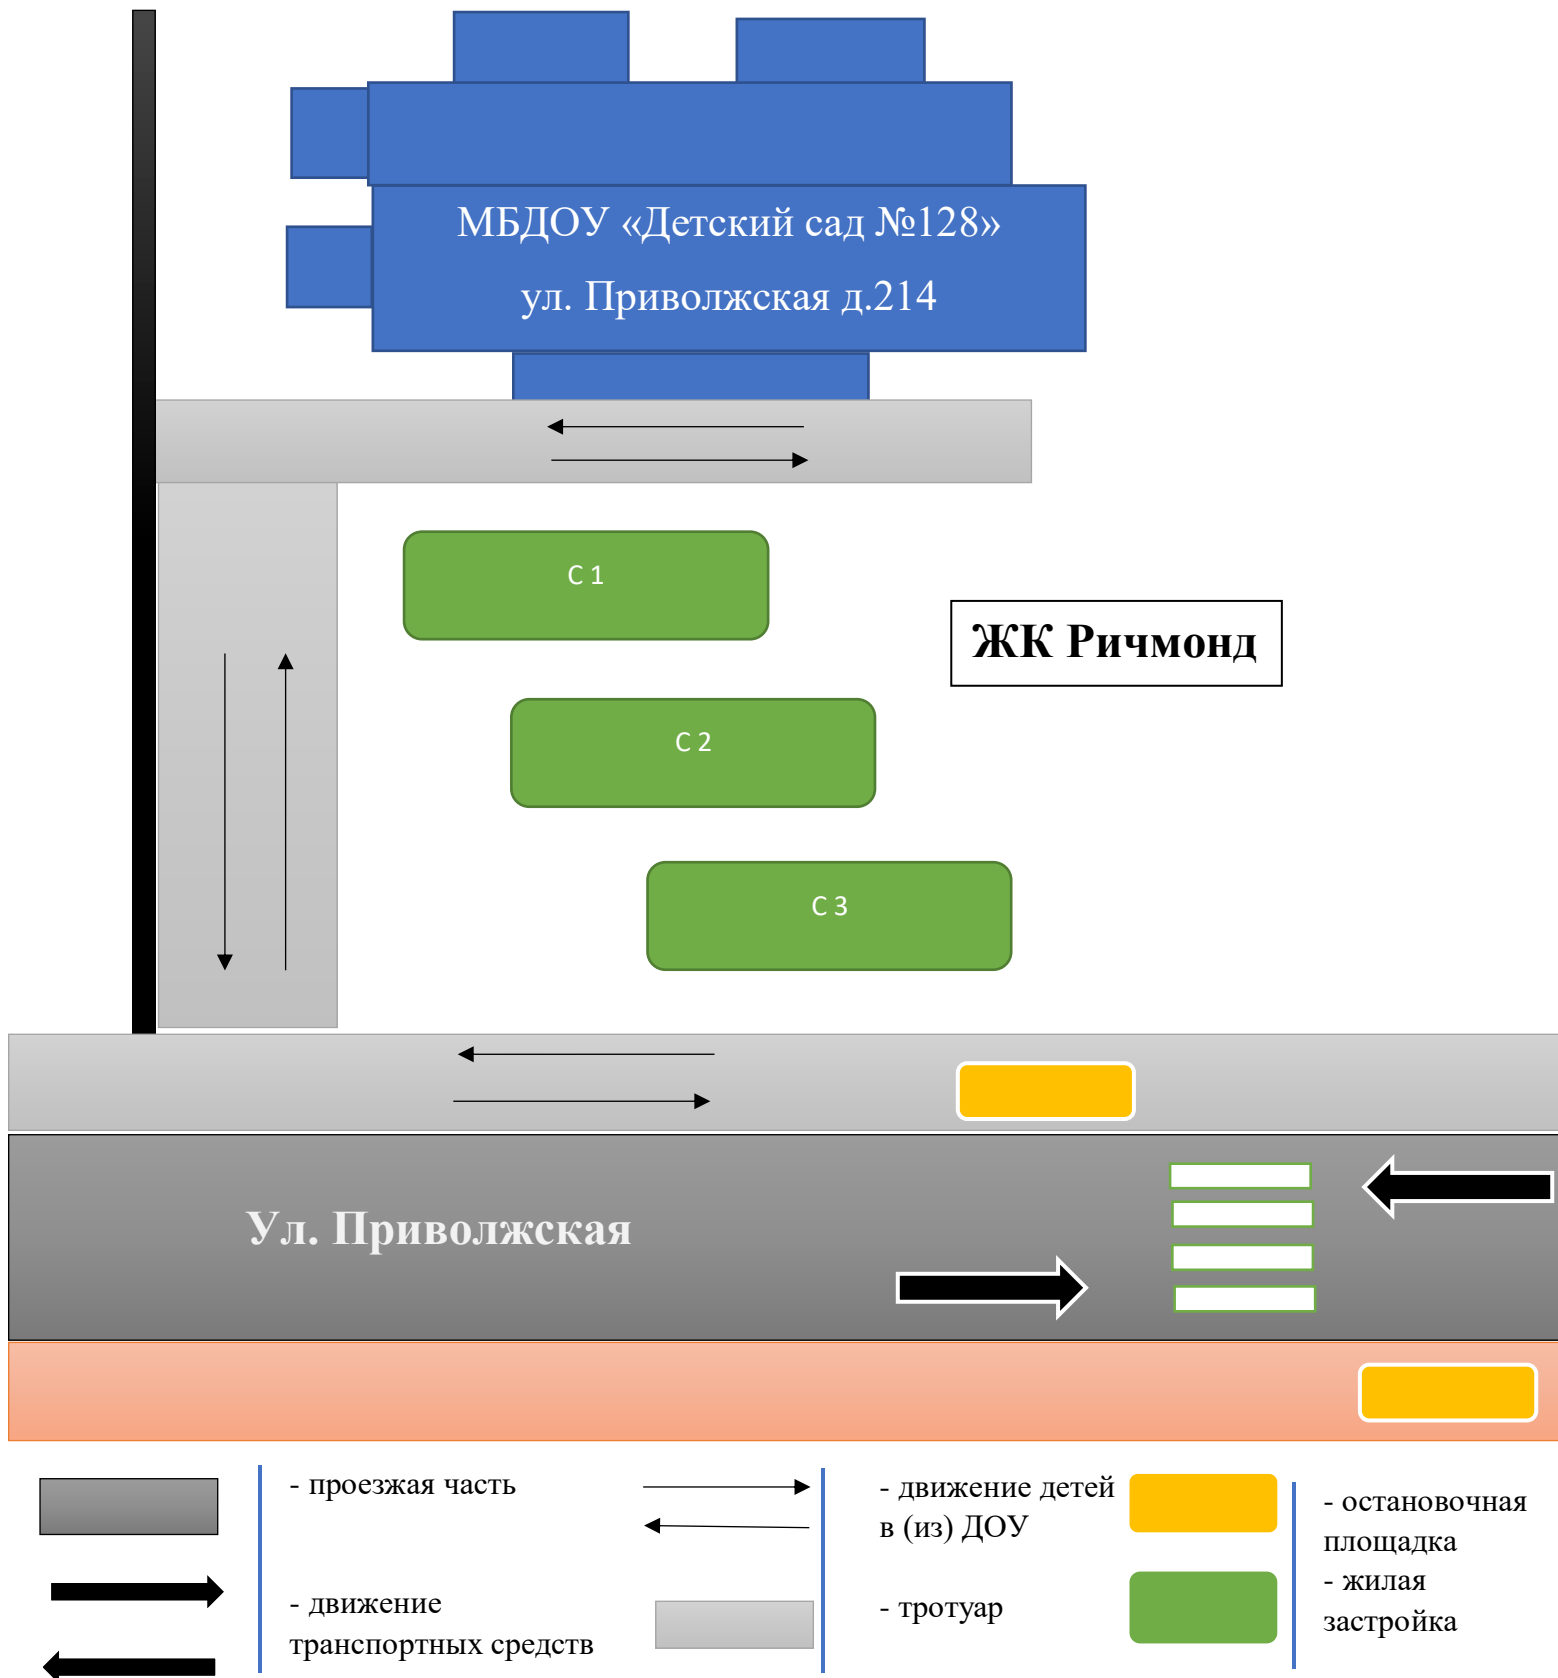 МБДОУ «Детский сад №128»
ул. Приволжская д.214
С 1
ЖК Ричмонд
С 2
С 3
Ул. Приволжская
- проезжая часть
- движение
транспортных средств
- движение детей
в (из) ДОУ
- тротуар
- остановочная
площадка
- жилая
застройка